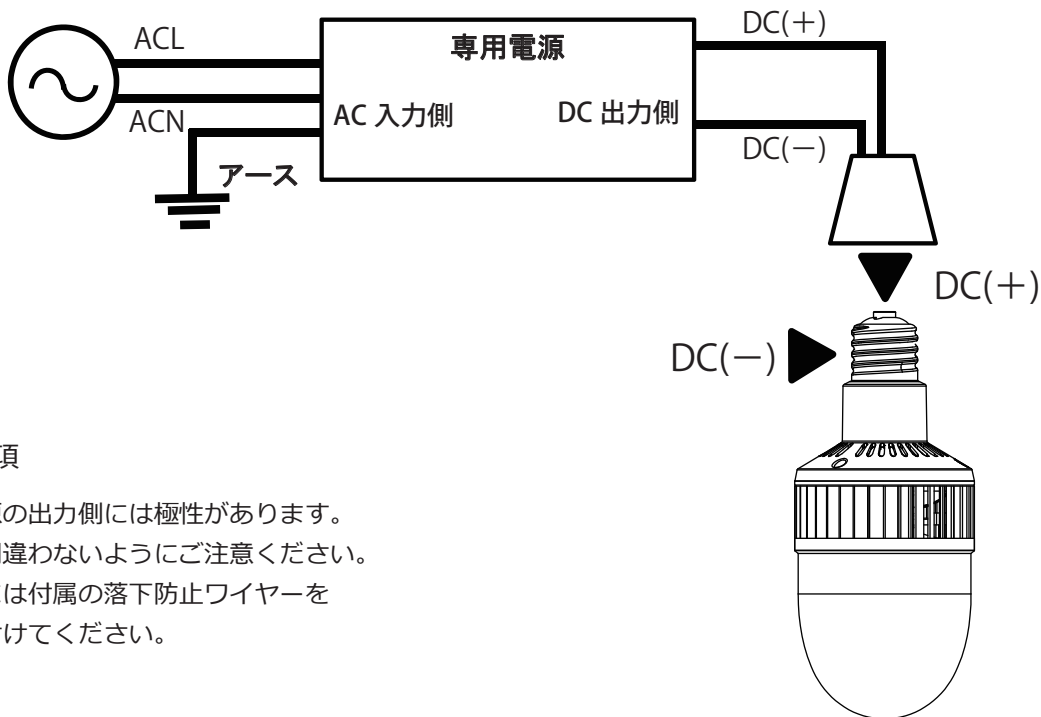 ACL
ACN
アース
専用電源
AC 入力側
DC 出力側
DC(＋)
DC(－)
DC(＋)
DC(－)
項
の出力側には極性があります。
違わないようにご注意ください。
は付属の落下防止ワイヤーを
けてください。